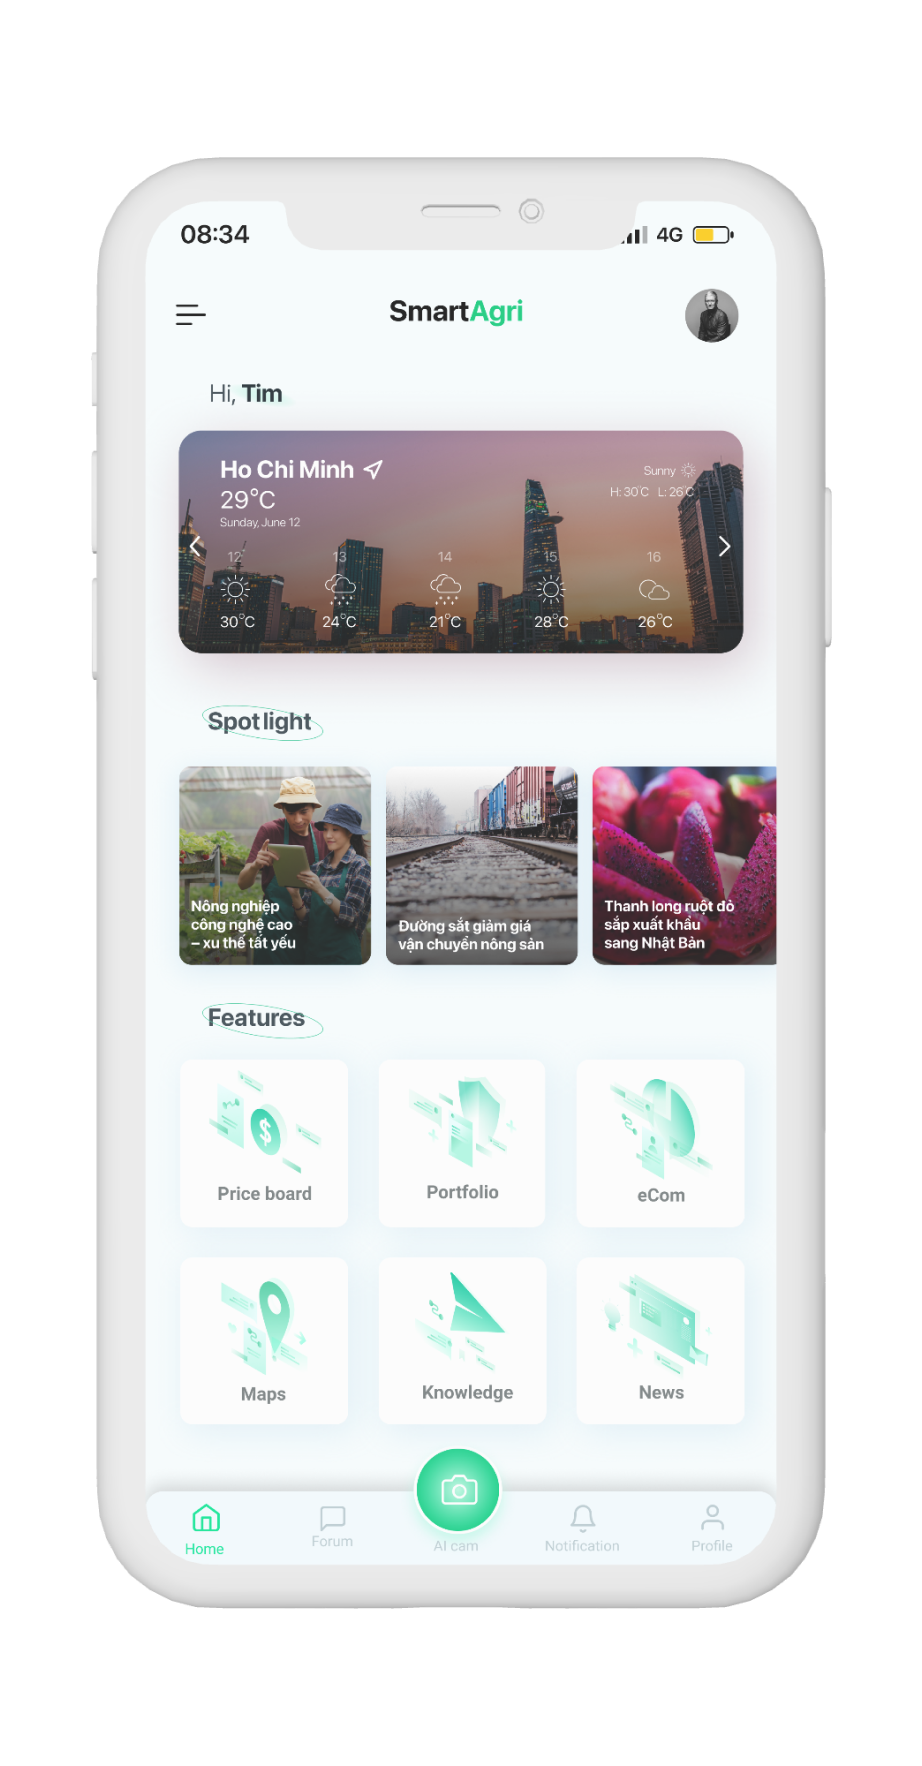 08:34
4G
SmartAgri
Hi, Tim
Ho Chi Minh
29°C
Sunday, June 12
Sunny
H: 30°C L: 26°C
12 13 14 15 16
30°C 24°C 21°C 28°C 26°C
Spotlight
Nông nghiệp
công nghệ cao
– xu thế tất yếu
Đường sắt giảm giá
vận chuyển nông sản
Thanh long ruột đỏ
sắp xuất khẩu
sang Nhật Bản
Features
$
Price board
Portfolio
eCom
Maps
Knowledge
News
Home
Forum
AI cam
Notification
Profile